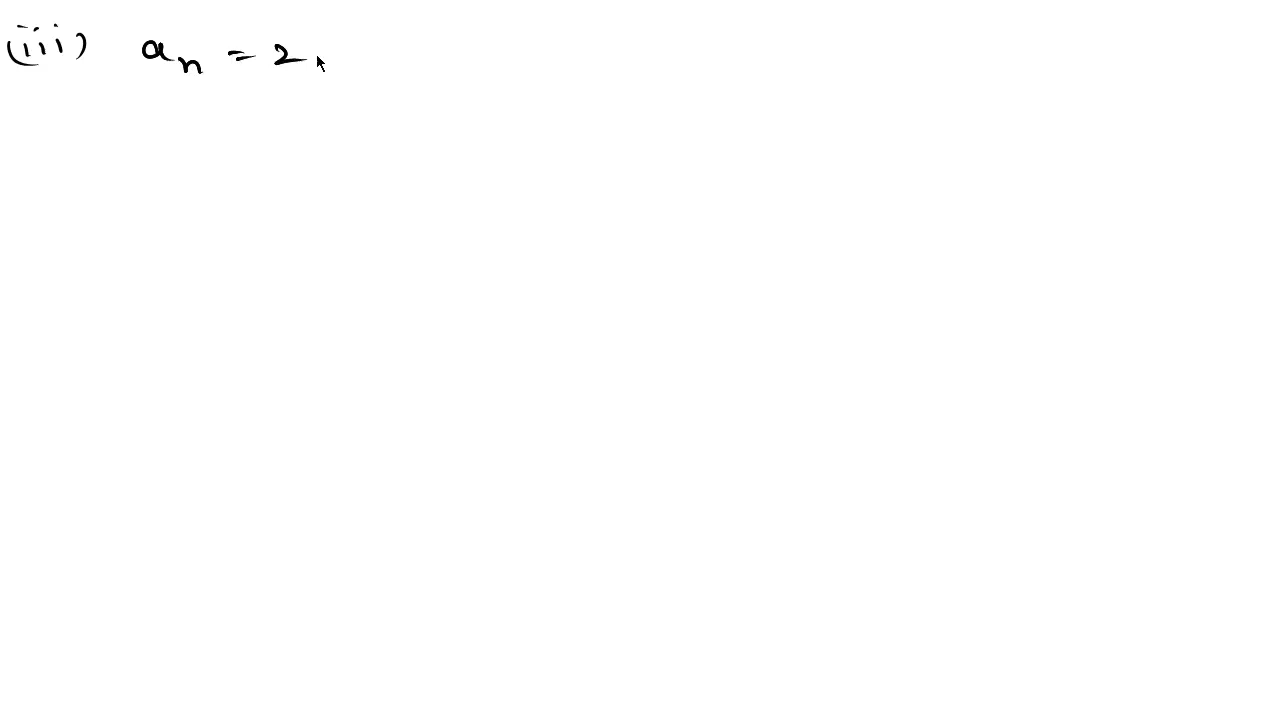 (iii) aₙ = 2